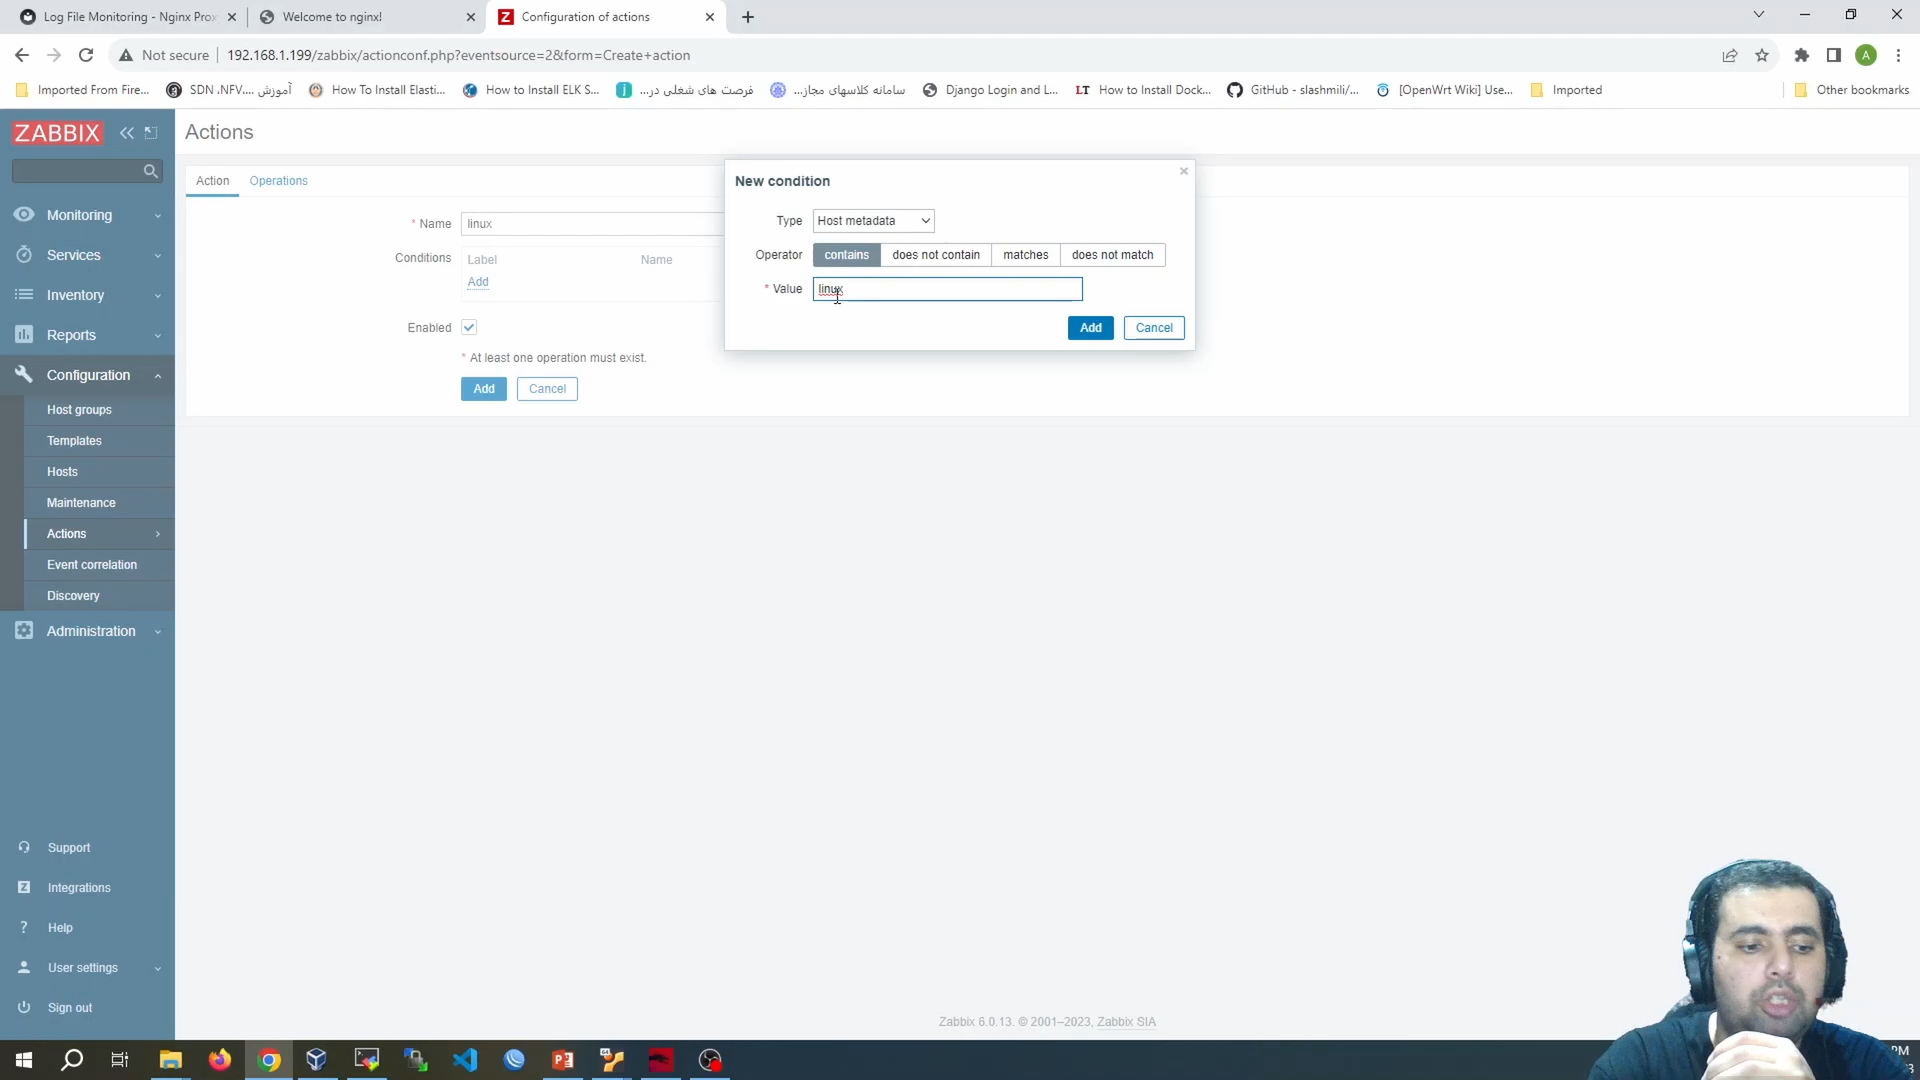 Log File Monitoring - Nginx Prox
Welcome to nginx!
Configuration of actions
Not secure
192.168.1.199/zabbix/actionconf.php?eventsource=2&form=Create+action
A
Imported From Fire...
آموزش SDN ،NFV....
How To Install Elasti...
How to Install ELK S...
فرصت های شغلی در...
سامانه کلاسهای مجاز...
Django Login and L...
LT How to Install Dock...
GitHub - slashmili/...
[OpenWrt Wiki] Use...
Imported
Other bookmarks
ZABBIX
Monitoring
Services
Inventory
Reports
Configuration
Host groups
Templates
Hosts
Maintenance
Actions
Event correlation
Discovery
Administration
Support
Integrations
Help
User settings
Sign out
Actions
Action Operations
* Name linux
Conditions Label Name
Add
Enabled
* At least one operation must exist.
Add Cancel
New condition
Type Host metadata
Operator contains does not contain matches does not match
* Value linux
Add Cancel
Zabbix 6.0.13. © 2001–2023, Zabbix SIA
PM